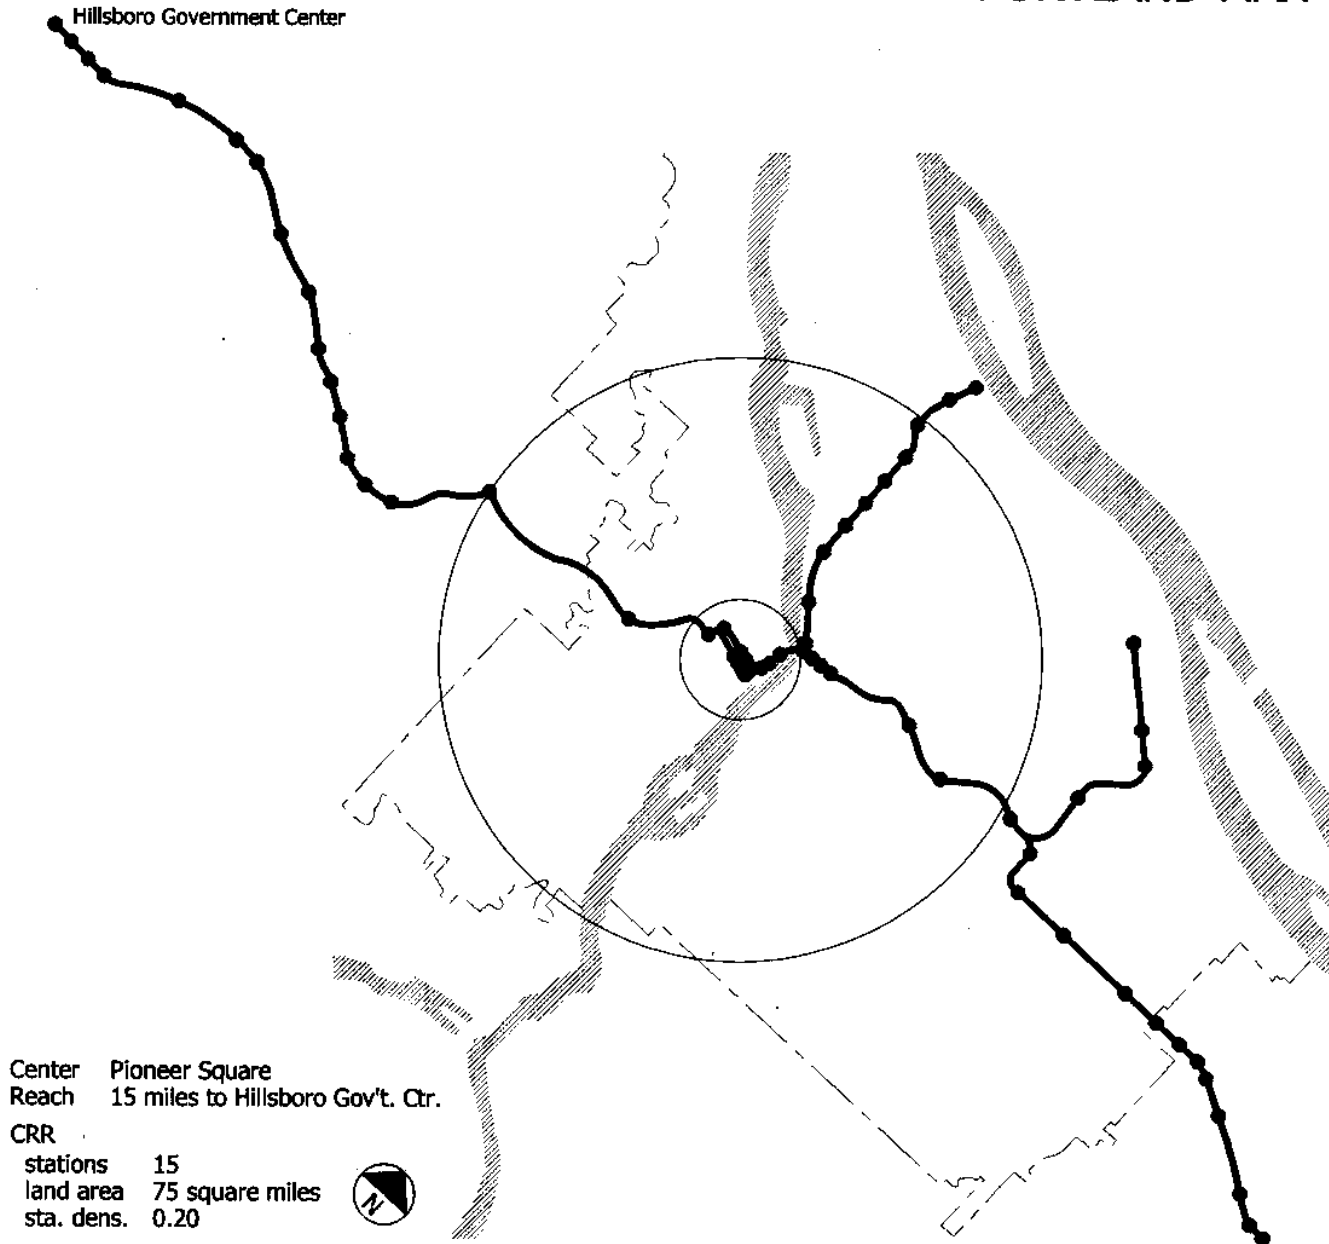 Hillsboro Government Center
Center Pioneer Square
Reach 15 miles to Hillsboro Gov't. Ctr.
CRR
stations 15
land area 75 square miles
sta. dens. 0.20
N